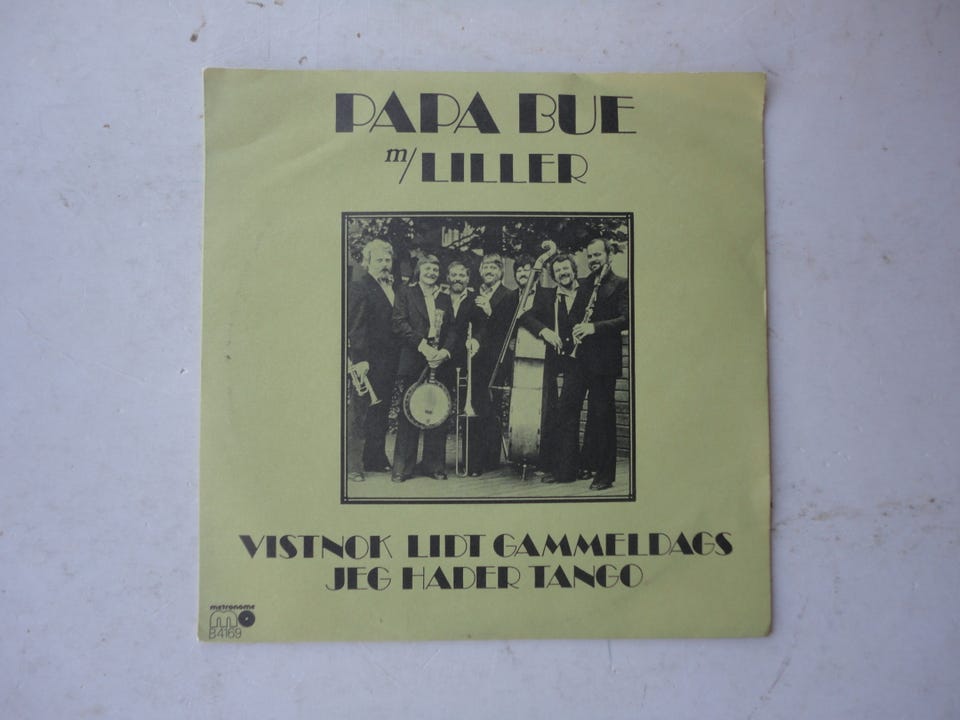 PAPA BUE
m/LILLER
VISTNOK LIDT GAMMELDAGS
JEG HADER TANGO
metronome
B4169